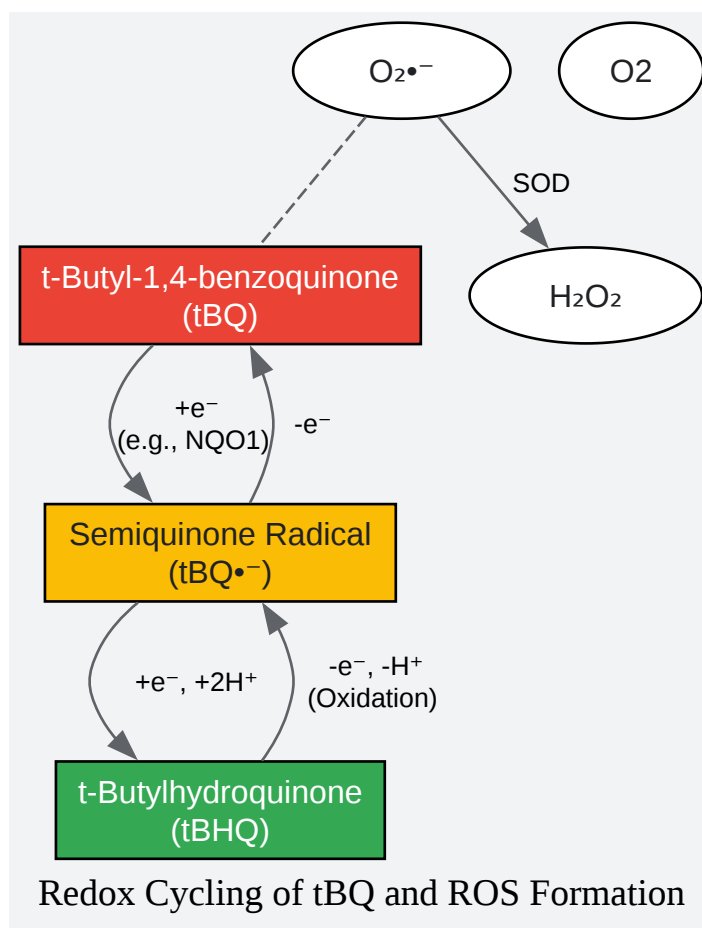 O₂•⁻
O2
SOD
t-Butyl-1,4-benzoquinone
(tBQ)
H₂O₂
+e⁻
(e.g., NQO1)
-e⁻
Semiquinone Radical
(tBQ•⁻)
+e⁻, +2H⁺
-e⁻, -H⁺
(Oxidation)
t-Butylhydroquinone
(tBHQ)
Redox Cycling of tBQ and ROS Formation